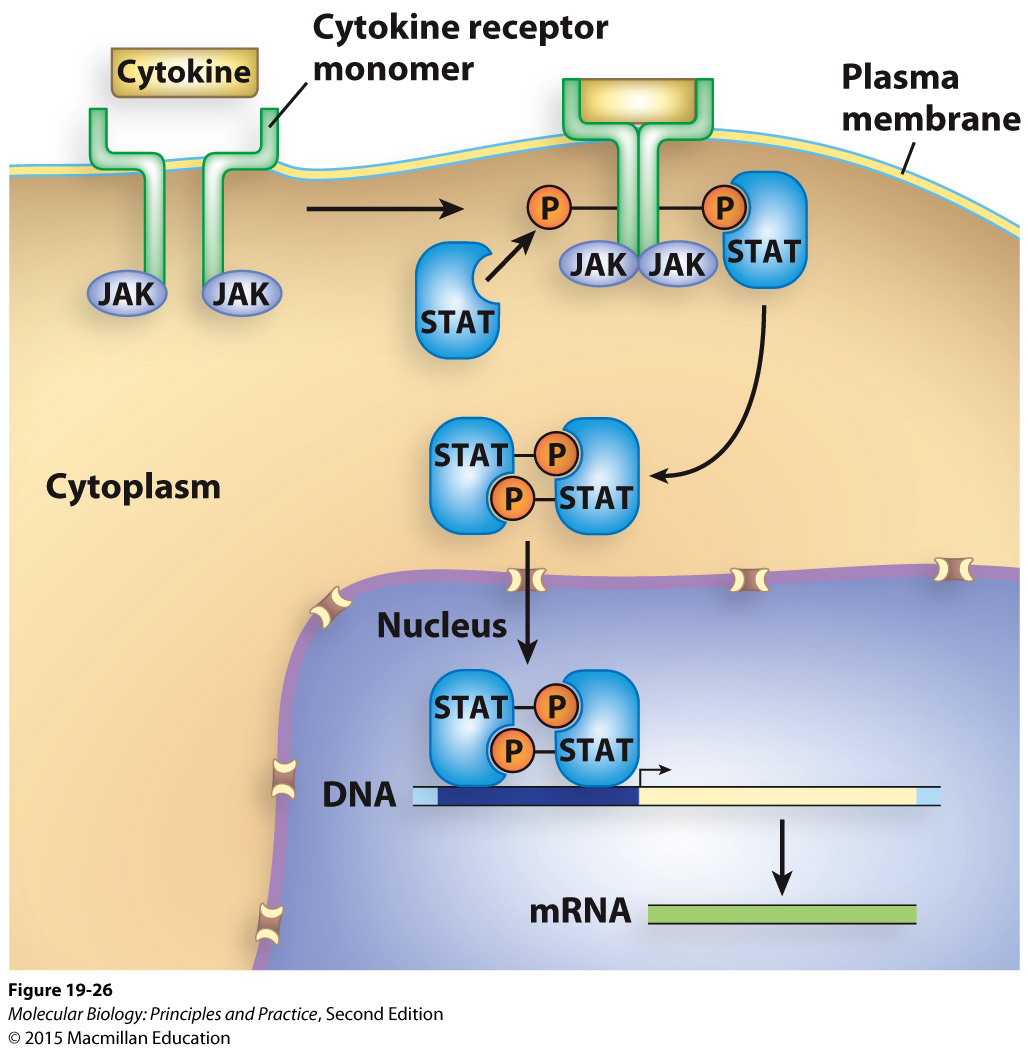 Cytokine receptor
monomer
Cytokine
Plasma
membrane
P
P
STAT
JAK
JAK
JAK
JAK
STAT
STAT
P
P
STAT
Cytoplasm
Nucleus
STAT
P
P
STAT
DNA
mRNA
Figure 19-26
Molecular Biology: Principles and Practice, Second Edition
© 2015 Macmillan Education